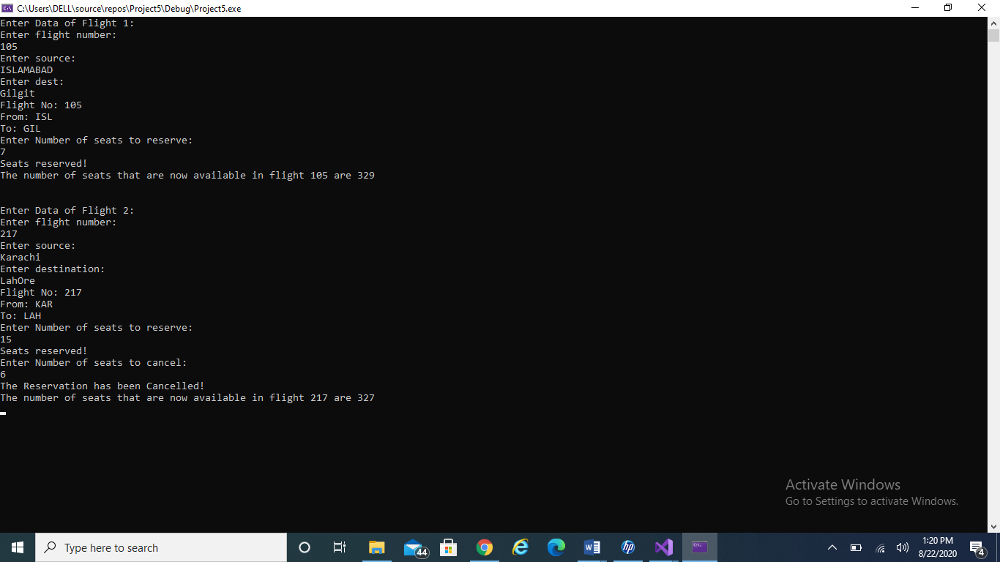 C:\Users\DELL\source\repos\Project5\Debug\Project5.exe
Enter Data of Flight 1:
Enter flight number:
105
Enter source:
ISLAMABAD
Enter dest:
Gilgit
Flight No: 105
From: ISL
To: GIL
Enter Number of seats to reserve:
7
Seats reserved!
The number of seats that are now available in flight 105 are 329
Enter Data of Flight 2:
Enter flight number:
217
Enter source:
Karachi
Enter destination:
LahOre
Flight No: 217
From: KAR
To: LAH
Enter Number of seats to reserve:
15
Seats reserved!
Enter Number of seats to cancel:
6
The Reservation has been Cancelled!
The number of seats that are now available in flight 217 are 327
Activate Windows
Go to Settings to activate Windows.
Type here to search
44
1:20 PM
8/22/2020
4